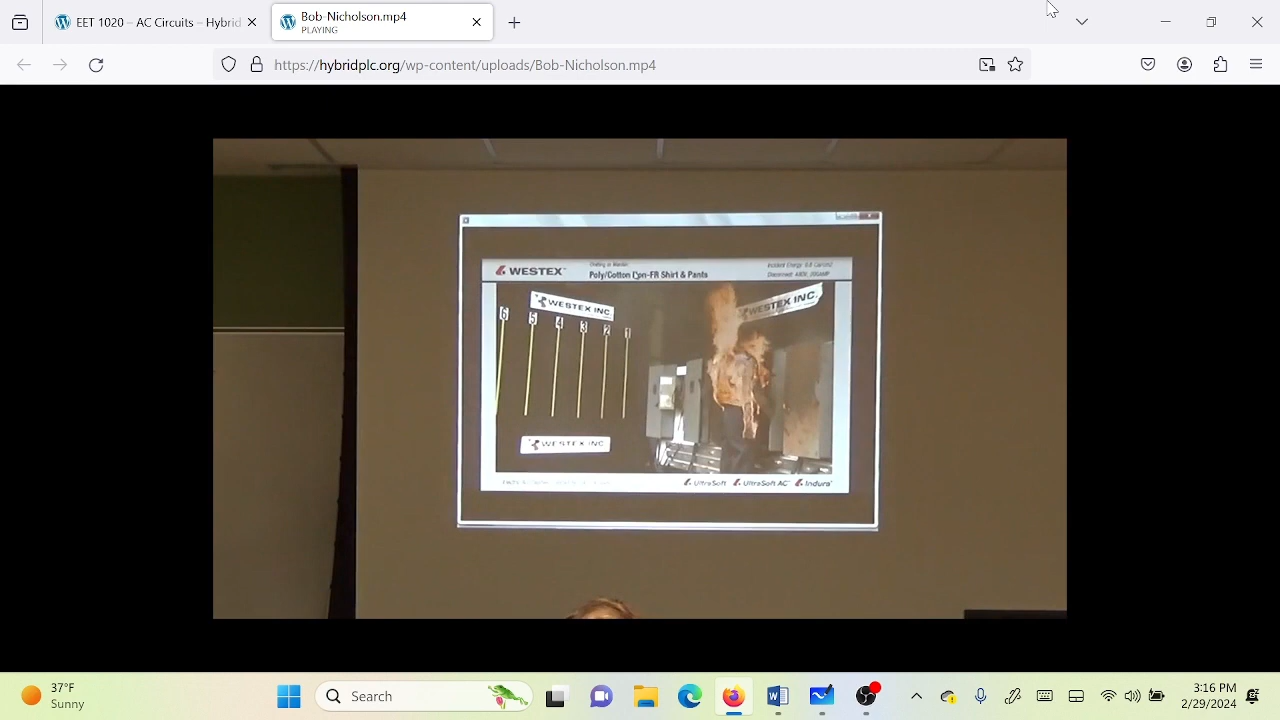 EET 1020 – AC Circuits – Hybrid
Bob-Nicholson.mp4
PLAYING
https://hybridplc.org/wp-content/uploads/Bob-Nicholson.mp4
WESTEX
Poly/Cotton Non-FR Shirt & Pants
WESTEX INC.
WESTEX INC.
6 5 4 3 2 1
WESTEX INC
UltraSoft UltraSoft AC Indura
37°F
Sunny
Search
3:16 PM
2/29/2024